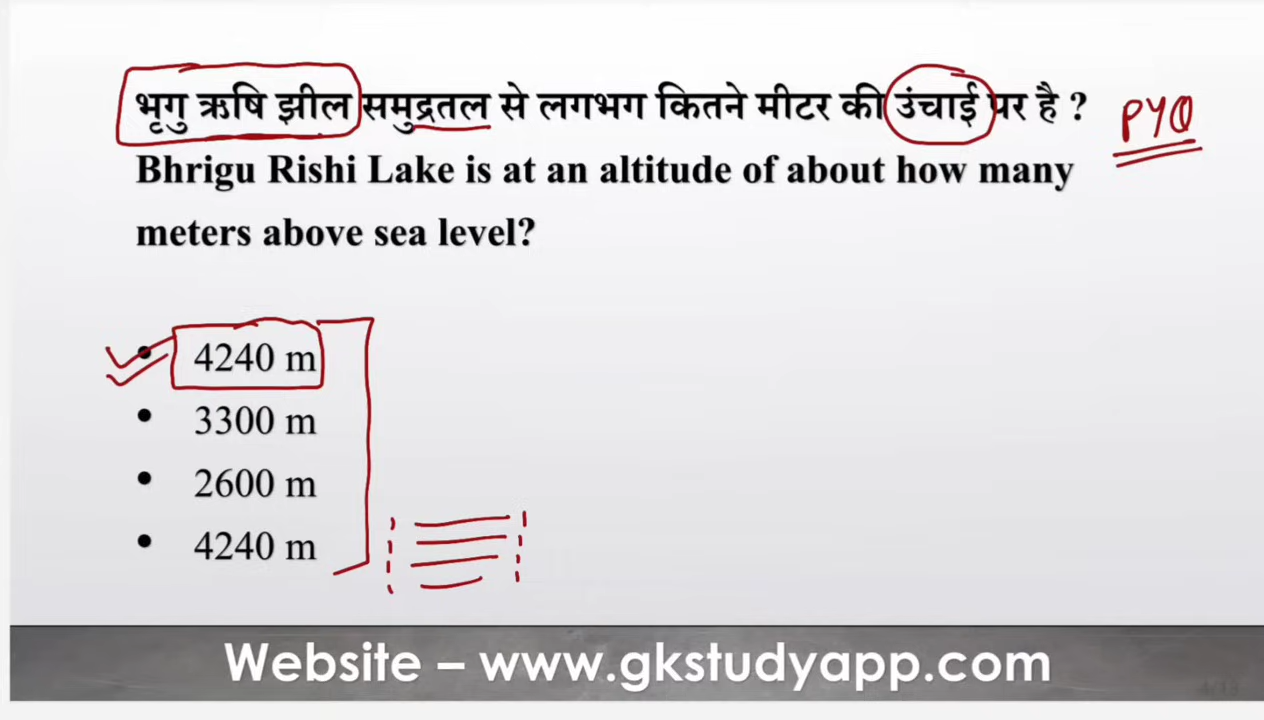 भृगु ऋषि झील समुद्रतल से लगभग कितने मीटर की उंचाई पर है ?
PYQ
Bhrigu Rishi Lake is at an altitude of about how many
meters above sea level?
• 4240 m
• 3300 m
• 2600 m
• 4240 m
Website – www.gkstudyapp.com